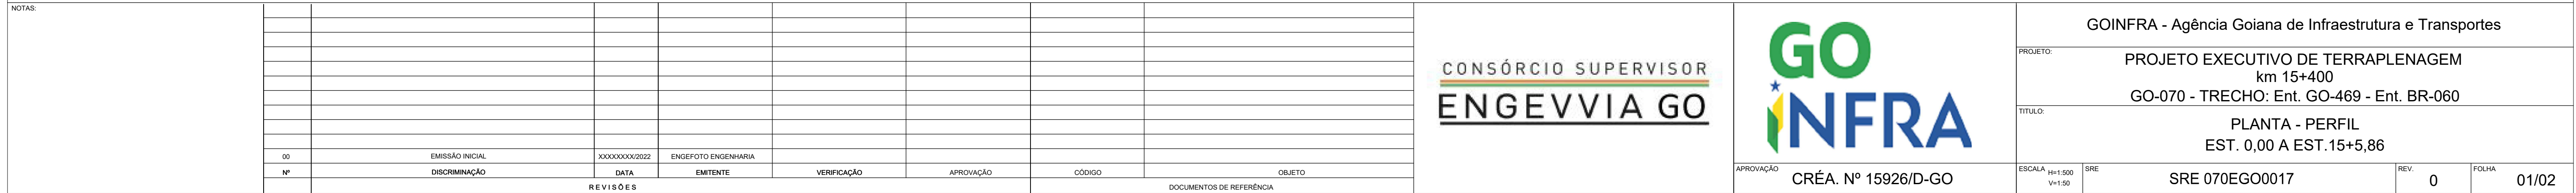 NOTAS:
00 EMISSÃO INICIAL XXXXXXXX/2022 ENGEFOTO ENGENHARIA
Nº DISCRIMINAÇÃO DATA EMITENTE VERIFICAÇÃO APROVAÇÃO CÓDIGO OBJETO
REVISÕES DOCUMENTOS DE REFERÊNCIA
CONSÓRCIO SUPERVISOR
ENGEVVIA GO
GO
INFRA
APROVAÇÃO
CRÉA. Nº 15926/D-GO
GOINFRA - Agência Goiana de Infraestrutura e Transportes
PROJETO:
PROJETO EXECUTIVO DE TERRAPLENAGEM
km 15+400
GO-070 - TRECHO: Ent. GO-469 - Ent. BR-060
TITULO:
PLANTA - PERFIL
EST. 0,00 A EST.15+5,86
ESCALA H=1:500
V=1:50
SRE
SRE 070EGO0017
REV.
0
FOLHA
01/02